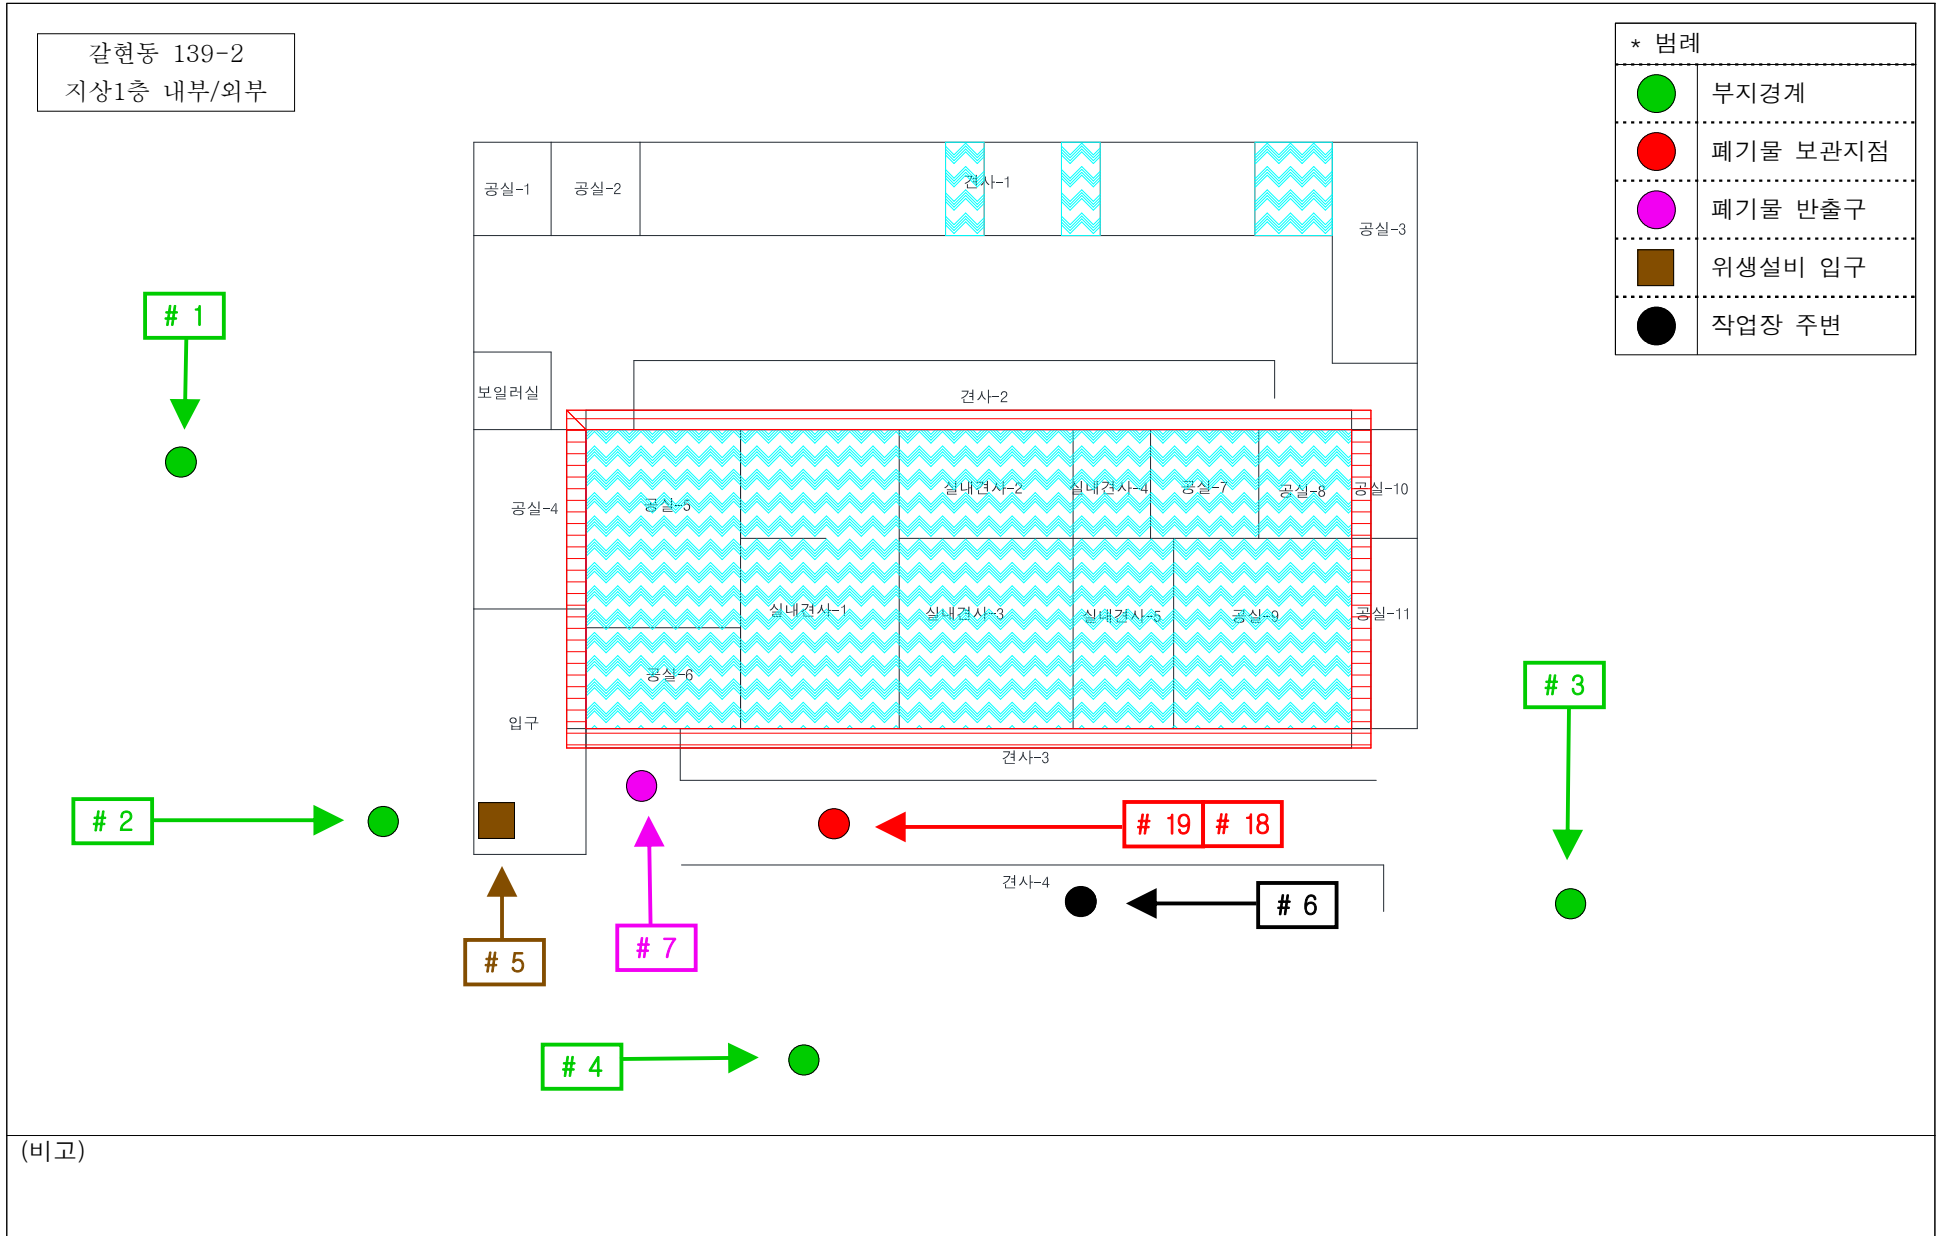 갈현동 139-2
지상1층 내부/외부
* 범례
부지경계
폐기물 보관지점
폐기물 반출구
위생설비 입구
작업장 주변
공실-1
공실-2
견사-1
공실-3
# 1
보일러실
견사-2
공실-4
공실-5
실내견사-2
실내견사-4
공실-7
공실-8
공실-10
실내견사-1
실내견사-3
실내견사-5
공실-9
공실-11
공실-6
# 3
입구
견사-3
# 2
# 19
# 18
견사-4
# 6
# 5
# 7
# 4
(비고)